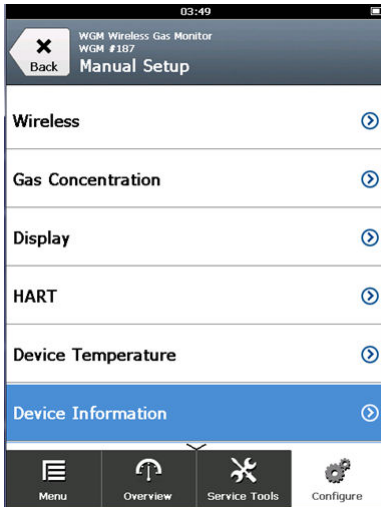 03:49
WGM Wireless Gas Monitor
WGM #187
Back
Manual Setup
Wireless
Gas Concentration
Display
HART
Device Temperature
Device Information
Menu
Overview
Service Tools
Configure